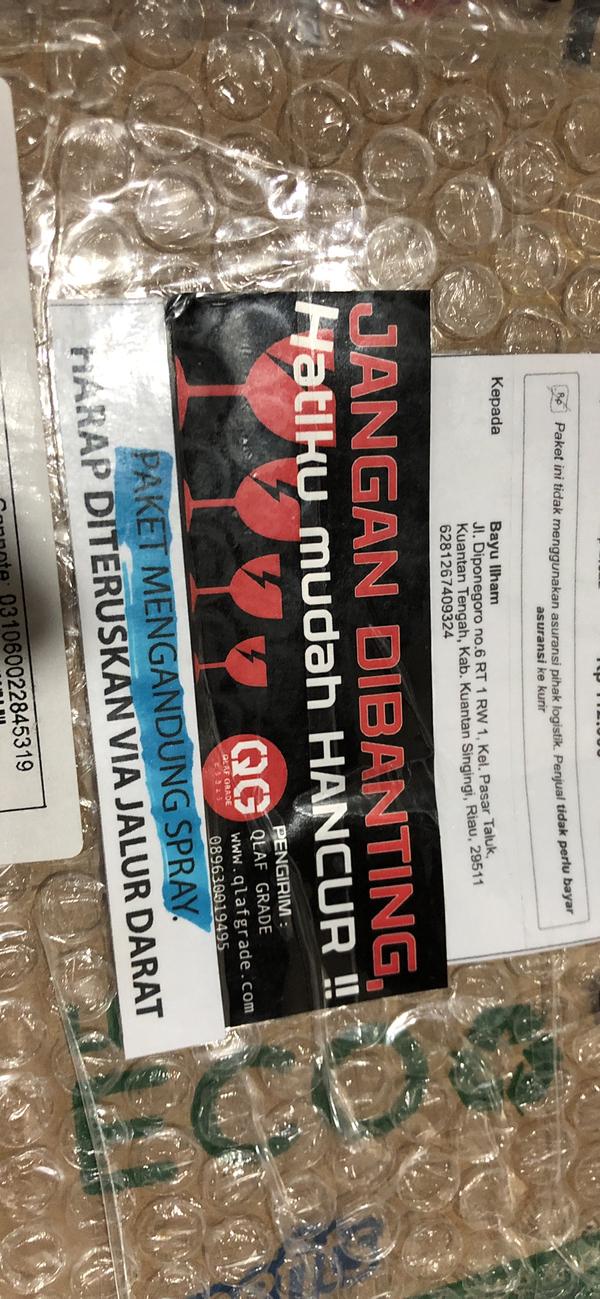 Paket ini tidak menggunakan asuransi pihak logistik. Penjual tidak perlu bayar
asuransi ke kurir
Kepada
Bayu Ilham
Jl. Diponegoro no.6 RT 1 RW 1, Kel. Pasar Taluk,
Kuantan Tengah, Kab. Kuantan Singingi, Riau, 29511
6281267409324
JANGAN DIBANTING,
Hatiku mudah HANCUR !!
QG
QLAF GRADE
PENGIRIM :
QLAF GRADE
www.qlafgrade.com
089630019495
PAKET MENGANDUNG SPRAY.
HARAP DITERUSKAN VIA JALUR DARAT
031060022845319